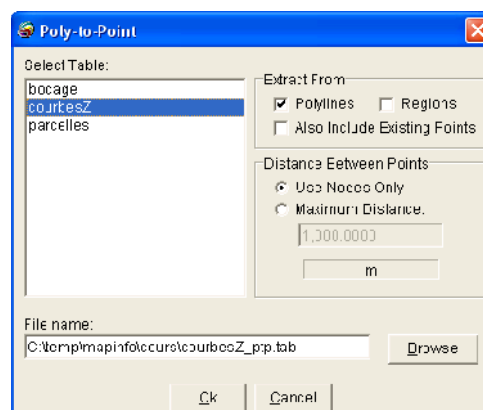 Poly-to-Point
Select Table:
bocage
courbesZ
parcelles
Extract From
Polylines
Regions
Also Include Existing Points
Distance Between Points
Use Nodes Only
Maximum Distance:
1,000.0000
m
File name:
C:\temp\mapinfo\cours\courbesZ_ptp.tab
Browse
Ok
Cancel